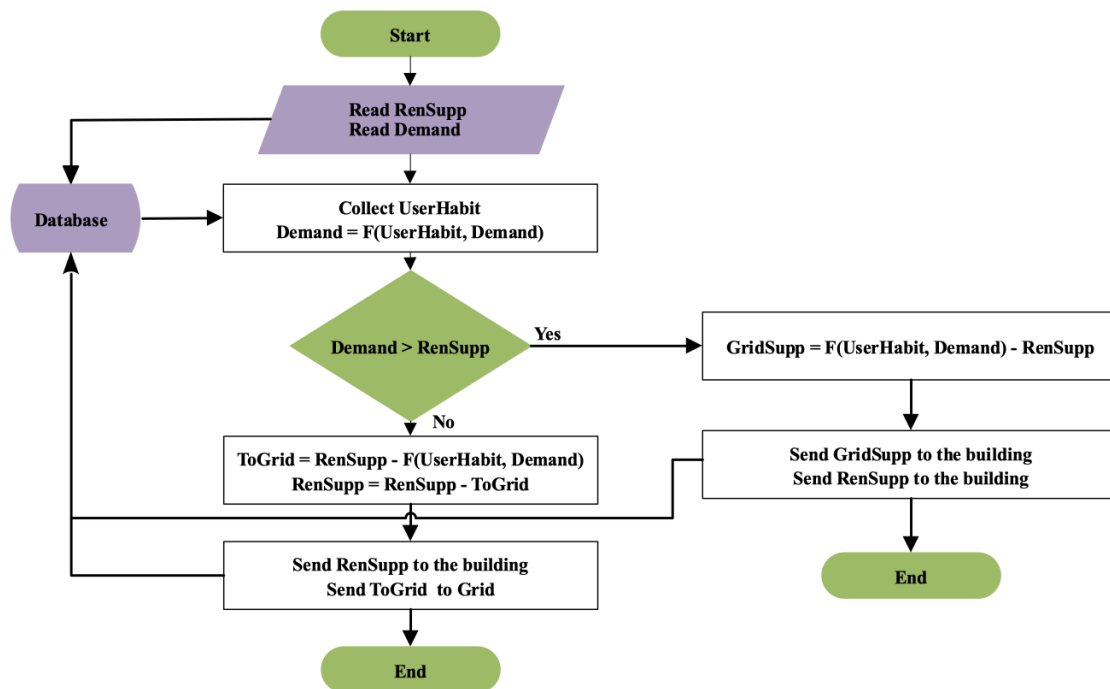 Start
Read RenSupp
Read Demand
Database
Collect UserHabit
Demand = F(UserHabit, Demand)
Demand > RenSupp
Yes
GridSupp = F(UserHabit, Demand) - RenSupp
No
ToGrid = RenSupp - F(UserHabit, Demand)
RenSupp = RenSupp - ToGrid
Send GridSupp to the building
Send RenSupp to the building
Send RenSupp to the building
Send ToGrid to Grid
End
End